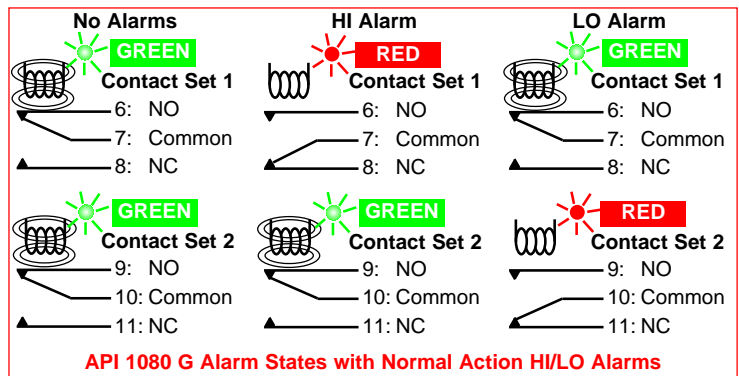 No Alarms
HI Alarm
LO Alarm
GREEN
RED
GREEN
Contact Set 1
Contact Set 1
Contact Set 1
6: NO
6: NO
6: NO
7: Common
7: Common
7: Common
8: NC
8: NC
8: NC
GREEN
GREEN
RED
Contact Set 2
Contact Set 2
Contact Set 2
9: NO
9: NO
9: NO
10: Common
10: Common
10: Common
11: NC
11: NC
11: NC
API 1080 G Alarm States with Normal Action HI/LO Alarms